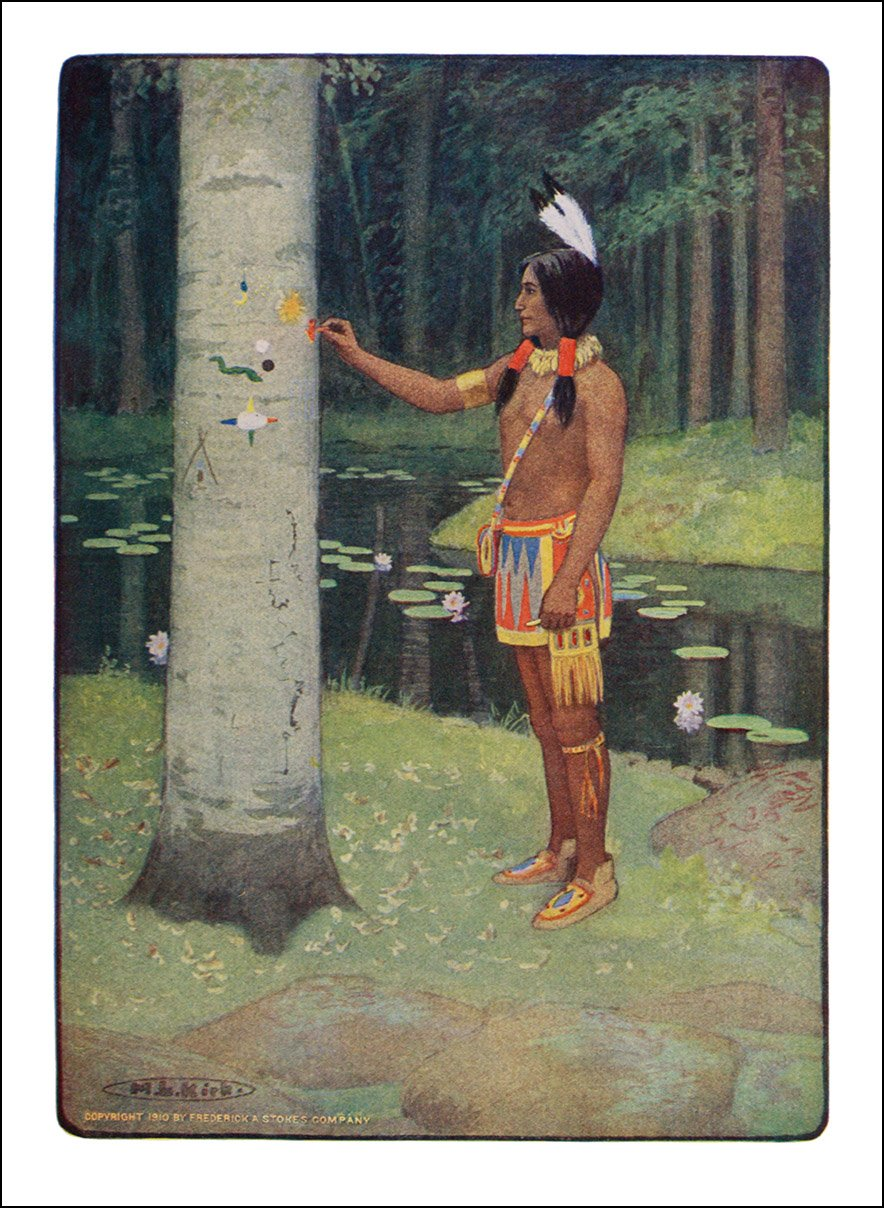 M.L.Kirk.
COPYRIGHT 1910 BY FREDERICK A STOKES COMPANY